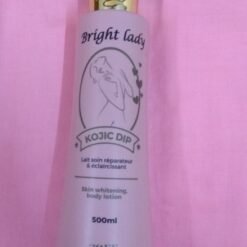 Bright lady
KOJIC DIP
Lait soin réparateur
& éclaircissant
Skin whitening,
body lotion
500ml